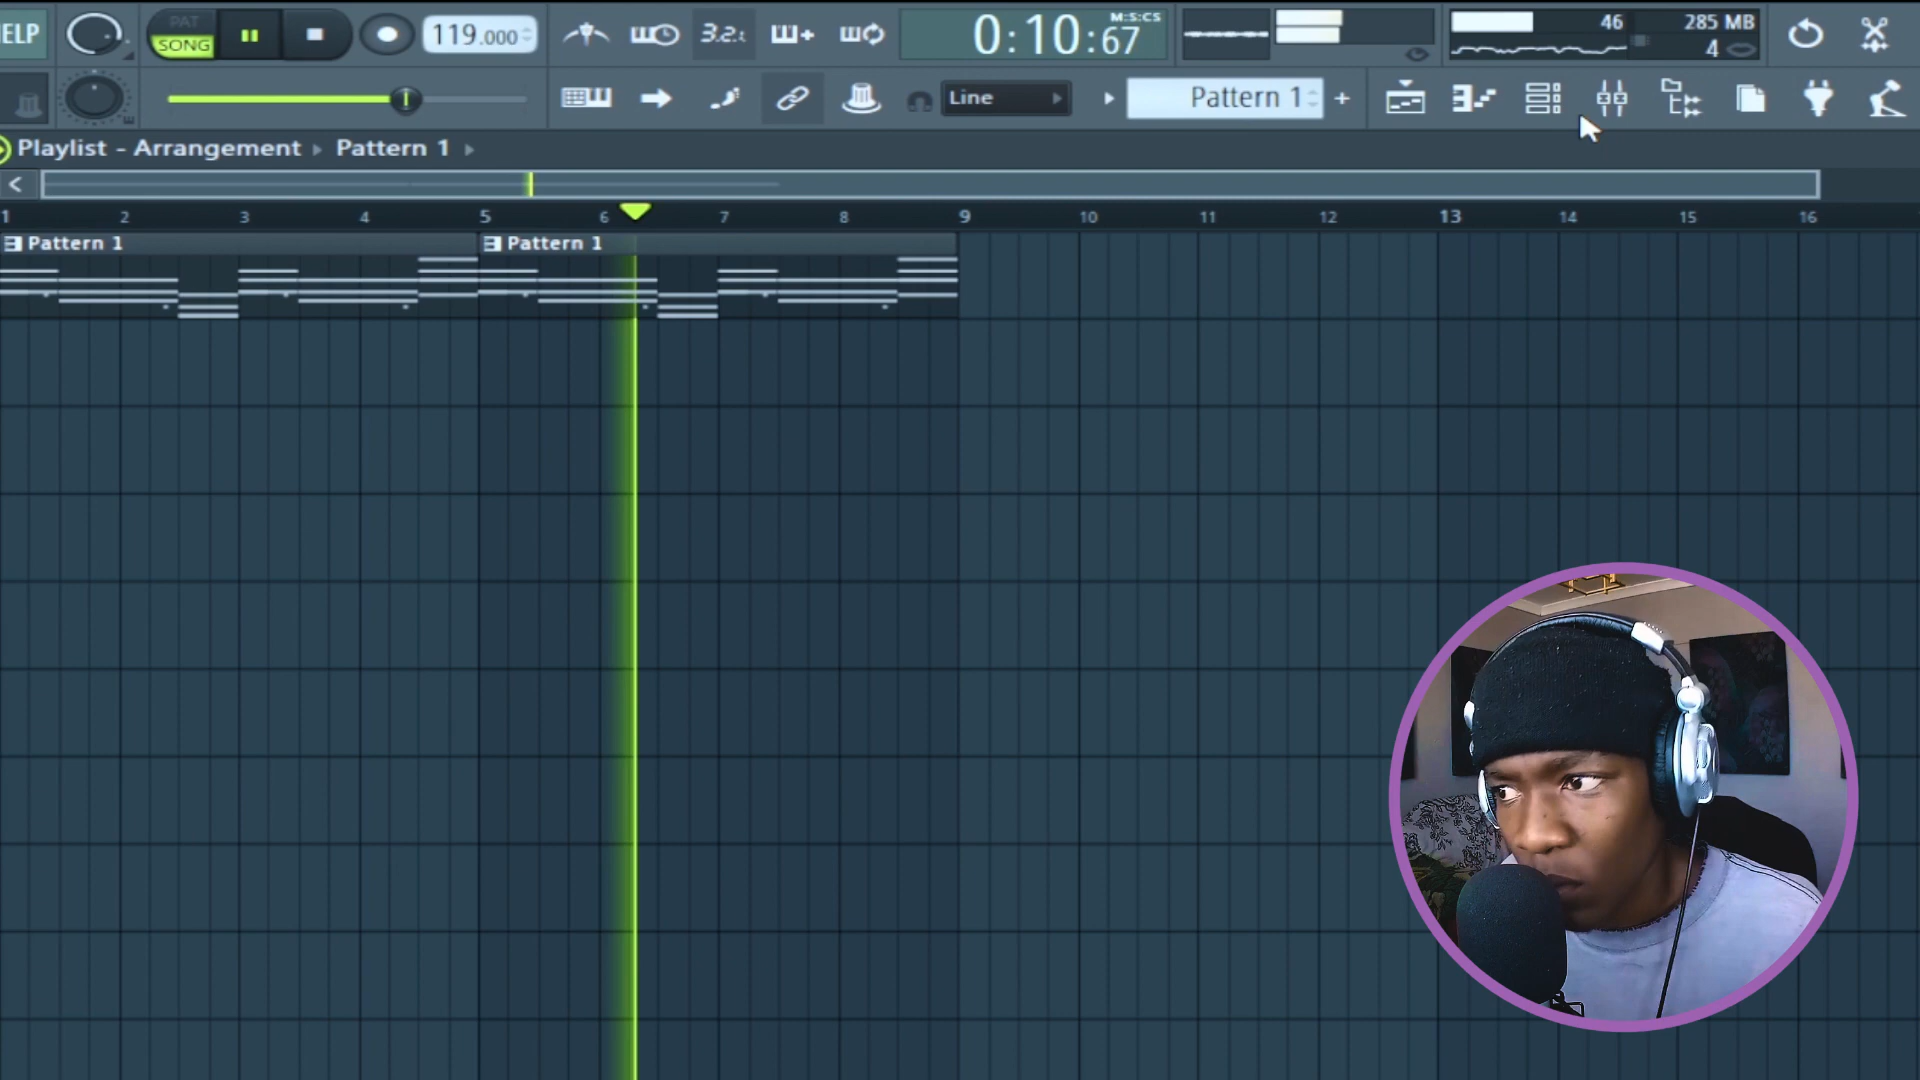 HELP
PAT
SONG
119.000
3.2.t
M:S:CS
0:10:67
46
285 MB
4
Line
Pattern 1
Playlist - Arrangement ▸ Pattern 1 ▸
1 2 3 4 5 6 7 8 9 10 11 12 13 14 15 16
Pattern 1
Pattern 1